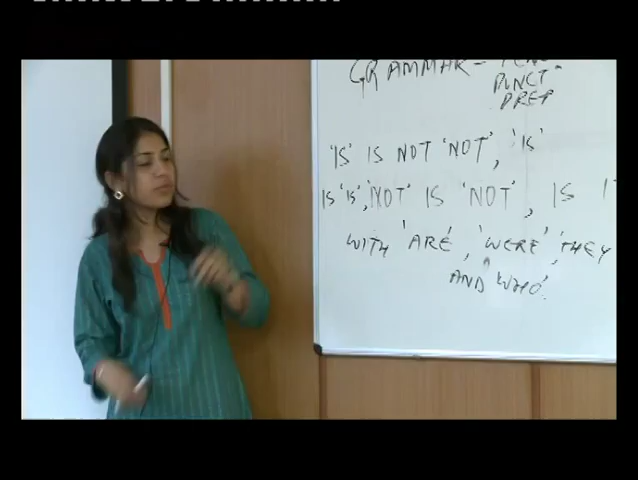 GRAMMAR -
PUNCT
PREP
'IS' IS NOT 'NOT', 'IS'
IS 'IS', 'NOT' IS 'NOT', IS
WITH 'ARE', 'WERE', 'THEY
AND 'WHO'.